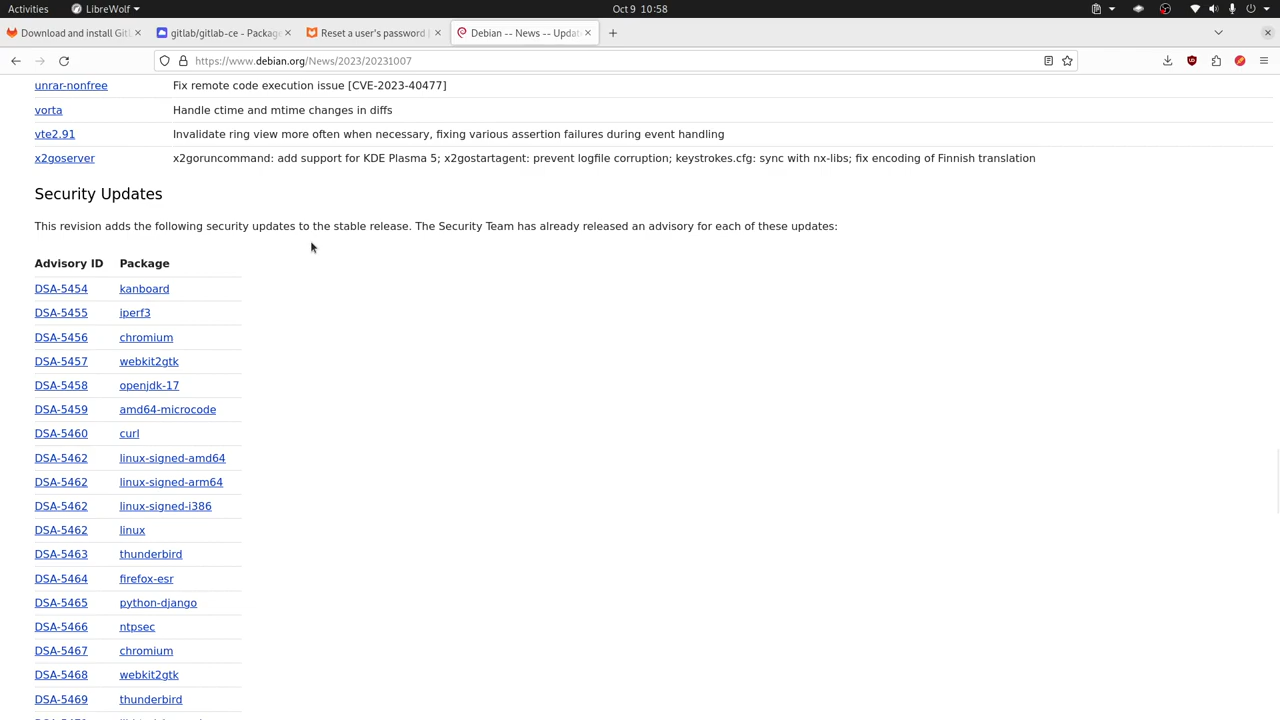 Activities
LibreWolf
Oct 9 10:58
Download and install Git
gitlab/gitlab-ce - Package
Reset a user's password |
Debian -- News -- Updat
https://www.debian.org/News/2023/20231007
unrar-nonfree Fix remote code execution issue [CVE-2023-40477]
vorta Handle ctime and mtime changes in diffs
vte2.91 Invalidate ring view more often when necessary, fixing various assertion failures during event handling
x2goserver x2goruncommand: add support for KDE Plasma 5; x2gostartagent: prevent logfile corruption; keystrokes.cfg: sync with nx-libs; fix encoding of Finnish translation
Security Updates
This revision adds the following security updates to the stable release. The Security Team has already released an advisory for each of these updates:
Advisory ID Package
DSA-5454 kanboard
DSA-5455 iperf3
DSA-5456 chromium
DSA-5457 webkit2gtk
DSA-5458 openjdk-17
DSA-5459 amd64-microcode
DSA-5460 curl
DSA-5462 linux-signed-amd64
DSA-5462 linux-signed-arm64
DSA-5462 linux-signed-i386
DSA-5462 linux
DSA-5463 thunderbird
DSA-5464 firefox-esr
DSA-5465 python-django
DSA-5466 ntpsec
DSA-5467 chromium
DSA-5468 webkit2gtk
DSA-5469 thunderbird